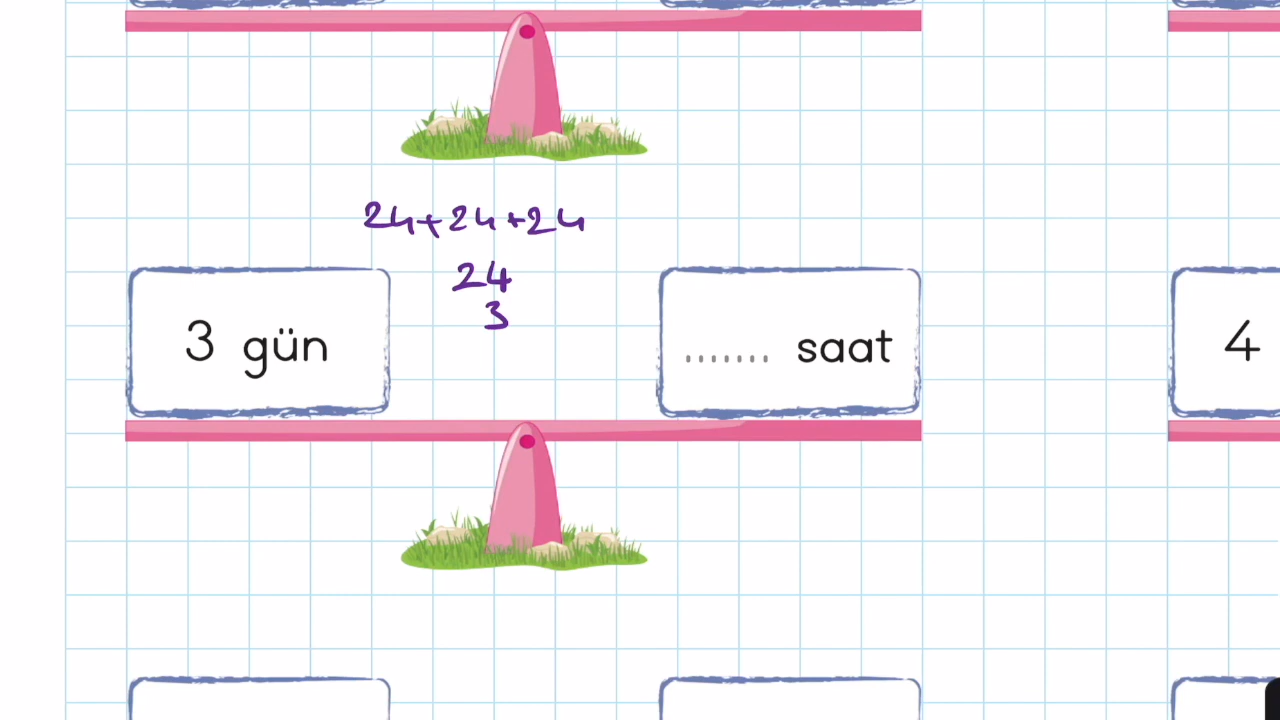 24+24+24
24
3
3 gün
....... saat
4